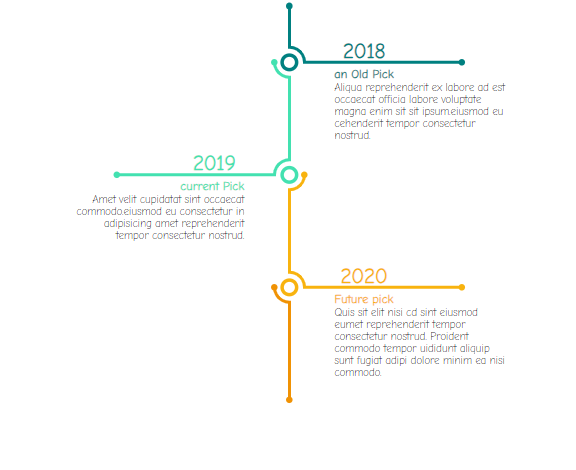 2018
an Old Pick
Aliqua reprehenderit ex labore ad est
occaecat officia labore voluptate
magna enim sit sit ipsum.eiusmod eu
cehenderit tempor consectetur
nostrud.
2019
current Pick
Amet velit cupidatat sint occaecat
commodo.eiusmod eu consectetur in
adipisicing amet reprehenderit
tempor consectetur nostrud.
2020
Future pick
Quis sit elit nisi cd sint eiusmod
eumet reprehenderit tempor
consectetur nostrud. Proident
commodo tempor uididunt aliquip
sunt fugiat adipi dolore minim ea nisi
commodo.